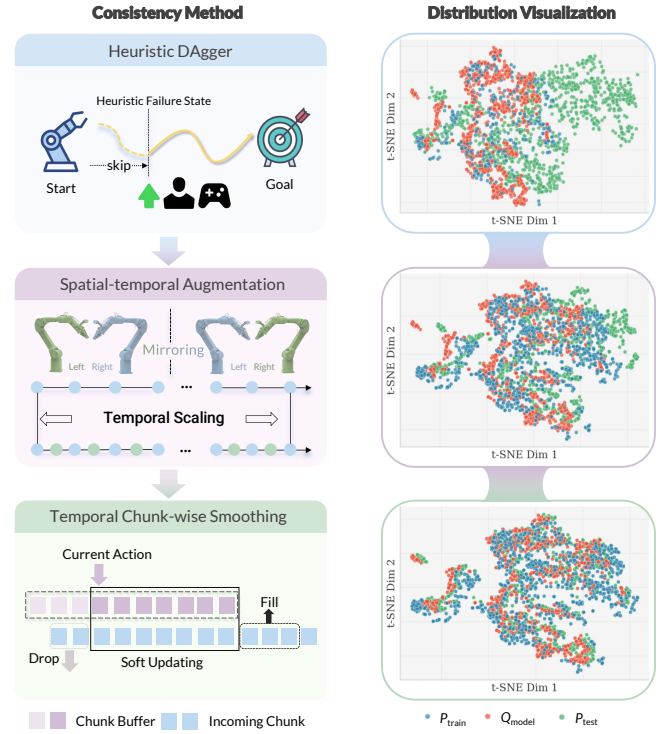 Consistency Method
Heuristic DAgger
Heuristic Failure State
skip
Start
Goal
Spatial-temporal Augmentation
Left Right
Mirroring
Left Right
...
Temporal Scaling
...
Temporal Chunk-wise Smoothing
Current Action
Fill
Drop
Soft Updating
Chunk Buffer
Incoming Chunk
Distribution Visualization
t-SNE Dim 2
t-SNE Dim 1
t-SNE Dim 2
t-SNE Dim 1
t-SNE Dim 2
t-SNE Dim 1
P_train
Q_model
P_test